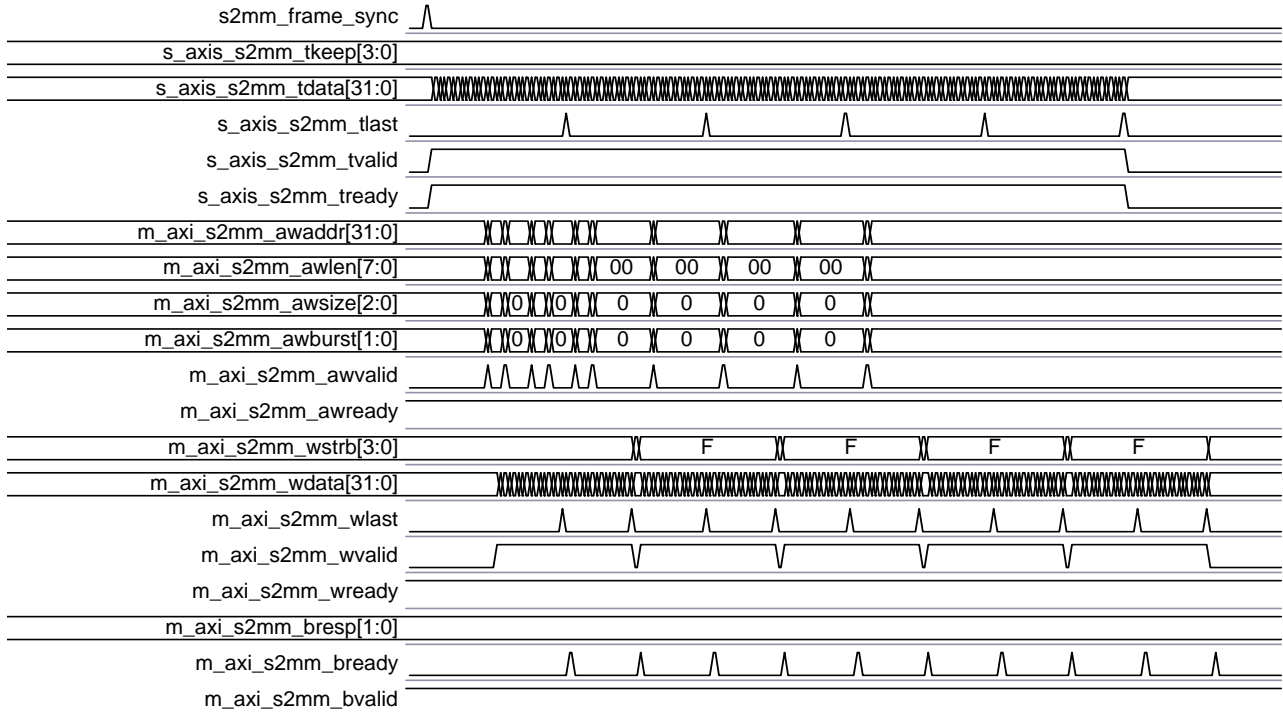 s2mm_frame_sync
s_axis_s2mm_tkeep[3:0]
s_axis_s2mm_tdata[31:0]
s_axis_s2mm_tlast
s_axis_s2mm_tvalid
s_axis_s2mm_tready
m_axi_s2mm_awaddr[31:0]
m_axi_s2mm_awlen[7:0] 00 00 00 00
m_axi_s2mm_awsize[2:0] 0 0 0 0 0 0
m_axi_s2mm_awburst[1:0] 0 0 0 0 0 0
m_axi_s2mm_awvalid
m_axi_s2mm_awready
m_axi_s2mm_wstrb[3:0] F F F F
m_axi_s2mm_wdata[31:0]
m_axi_s2mm_wlast
m_axi_s2mm_wvalid
m_axi_s2mm_wready
m_axi_s2mm_bresp[1:0]
m_axi_s2mm_bready
m_axi_s2mm_bvalid